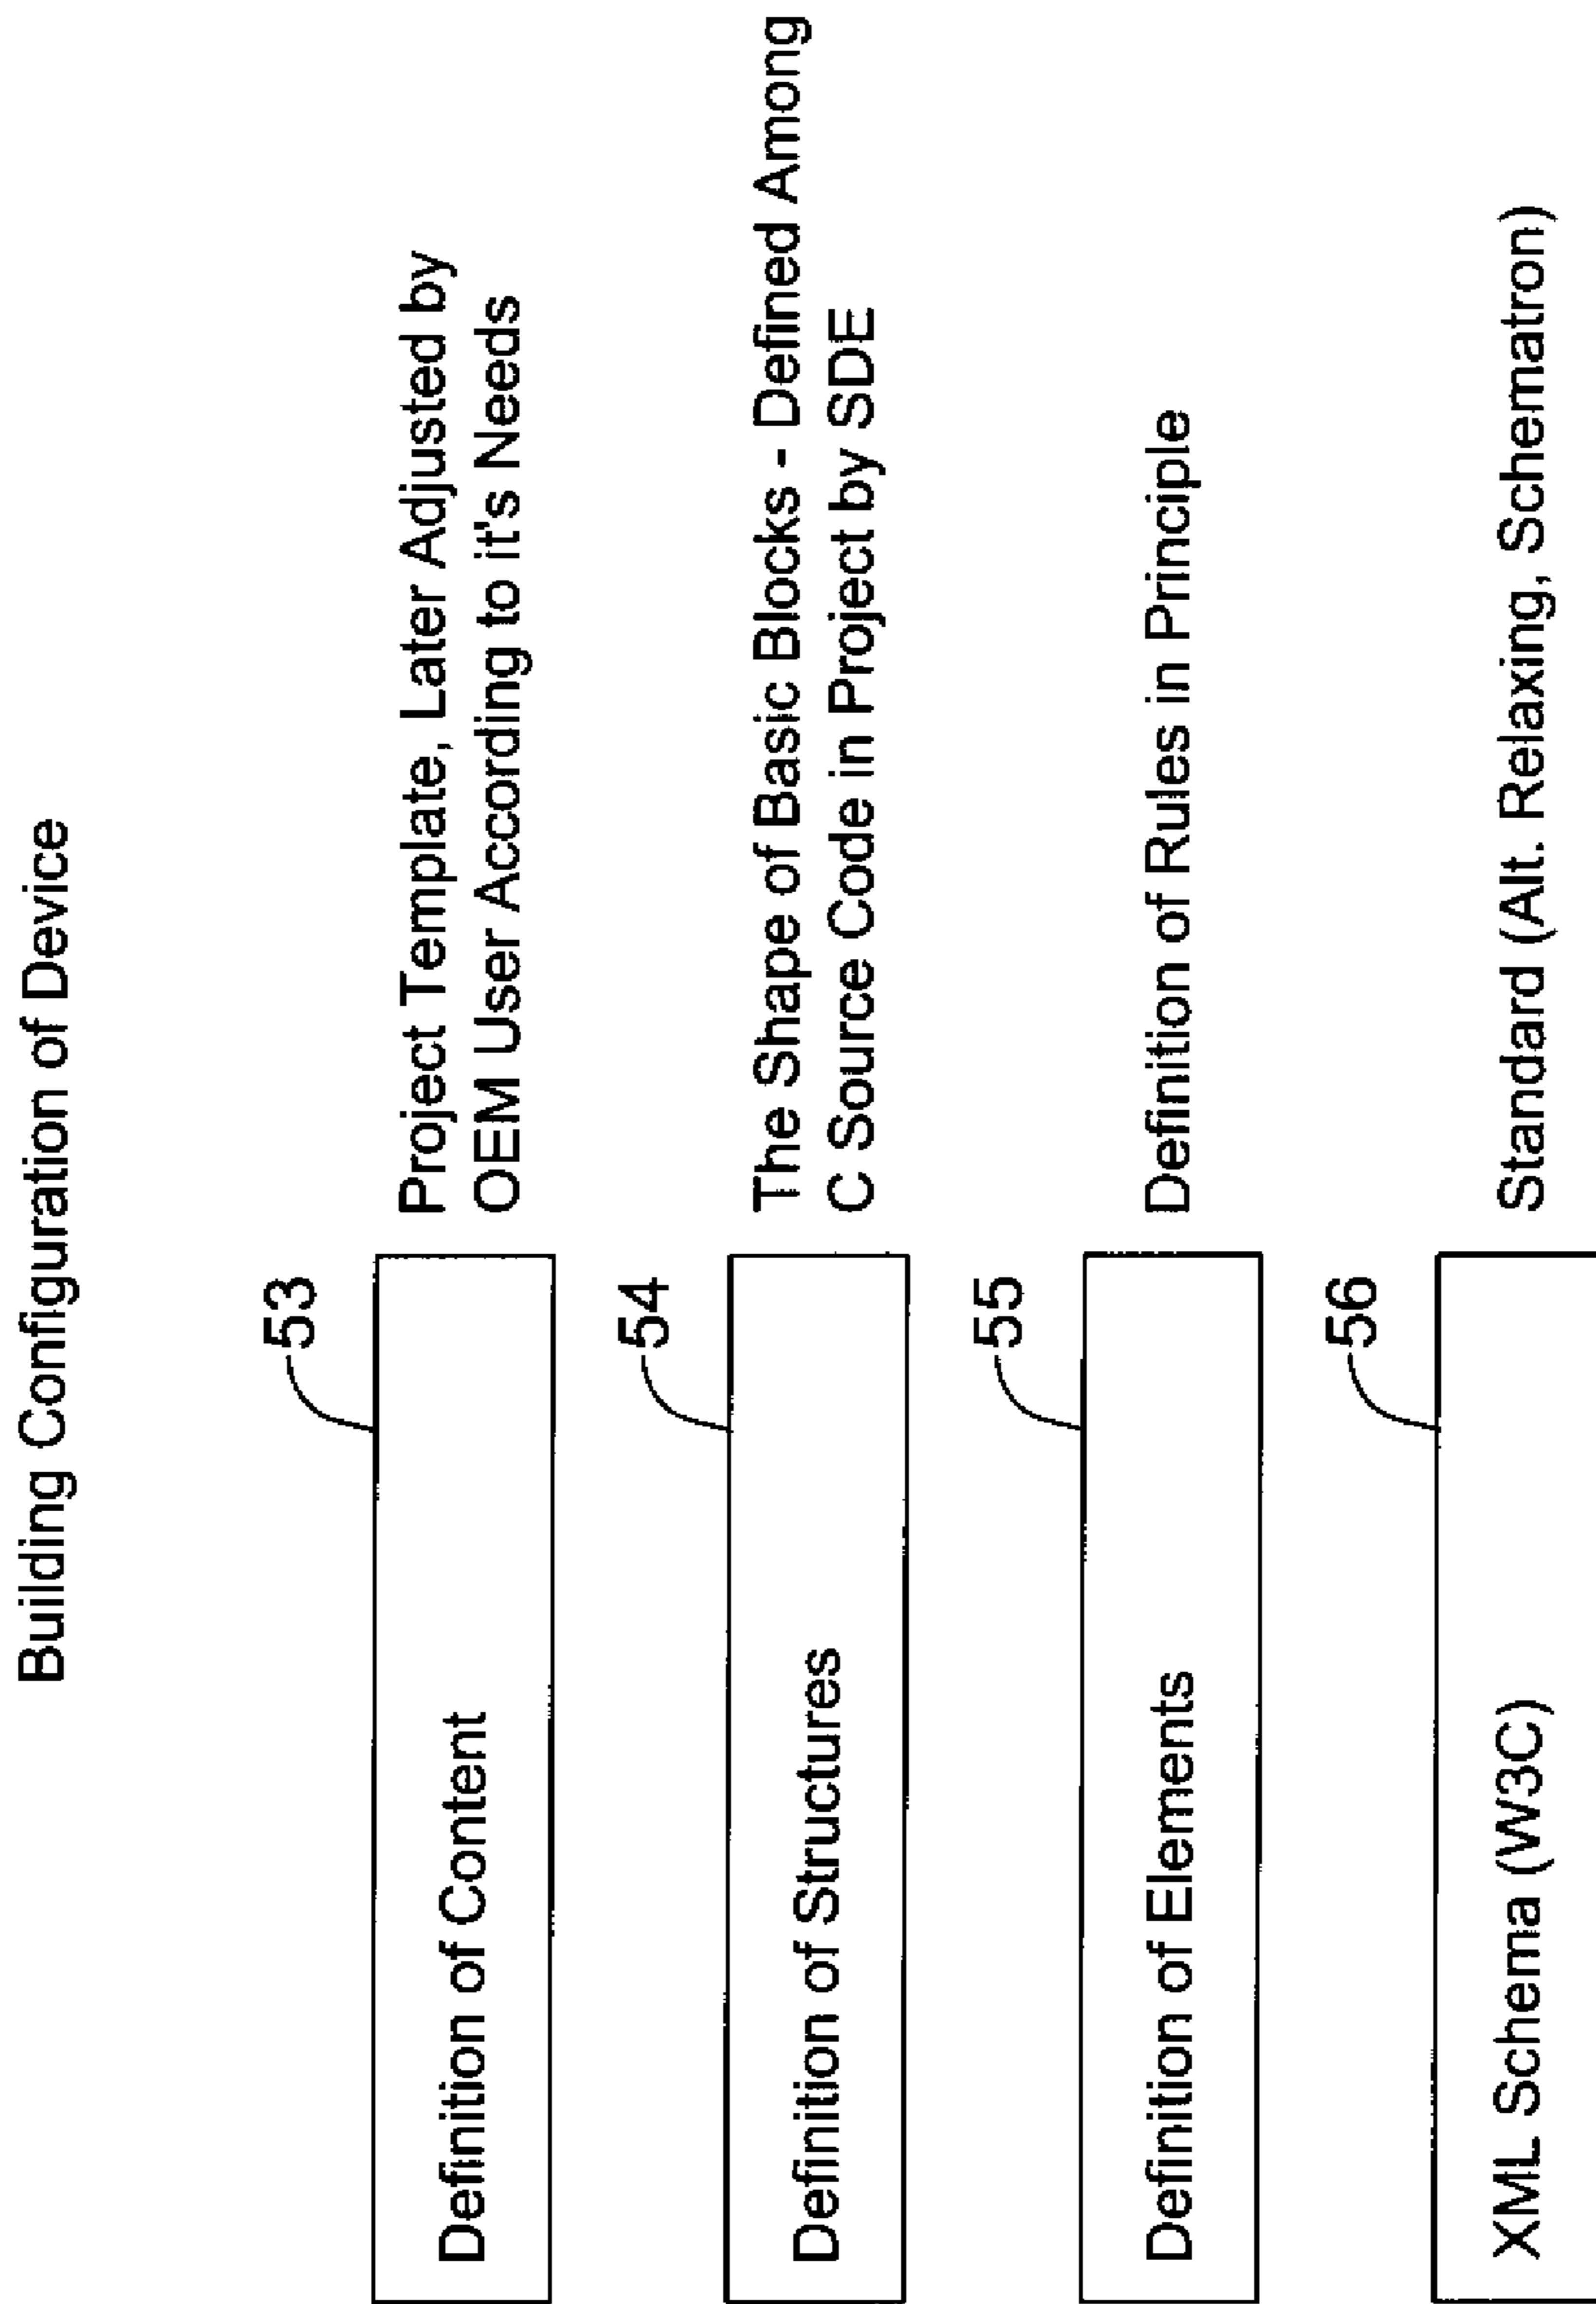 Building Configuration of Device
53
Definition of Content
Project Template, Later Adjusted by
OEM User According to it's Needs
54
Definition of Structures
The Shape of Basic Blocks - Defined Among
C Source Code in Project by SDE
55
Definition of Elements
Definition of Rules in Principle
56
XML Schema (W3C)
Standard (Alt. Relaxing, Schematron)